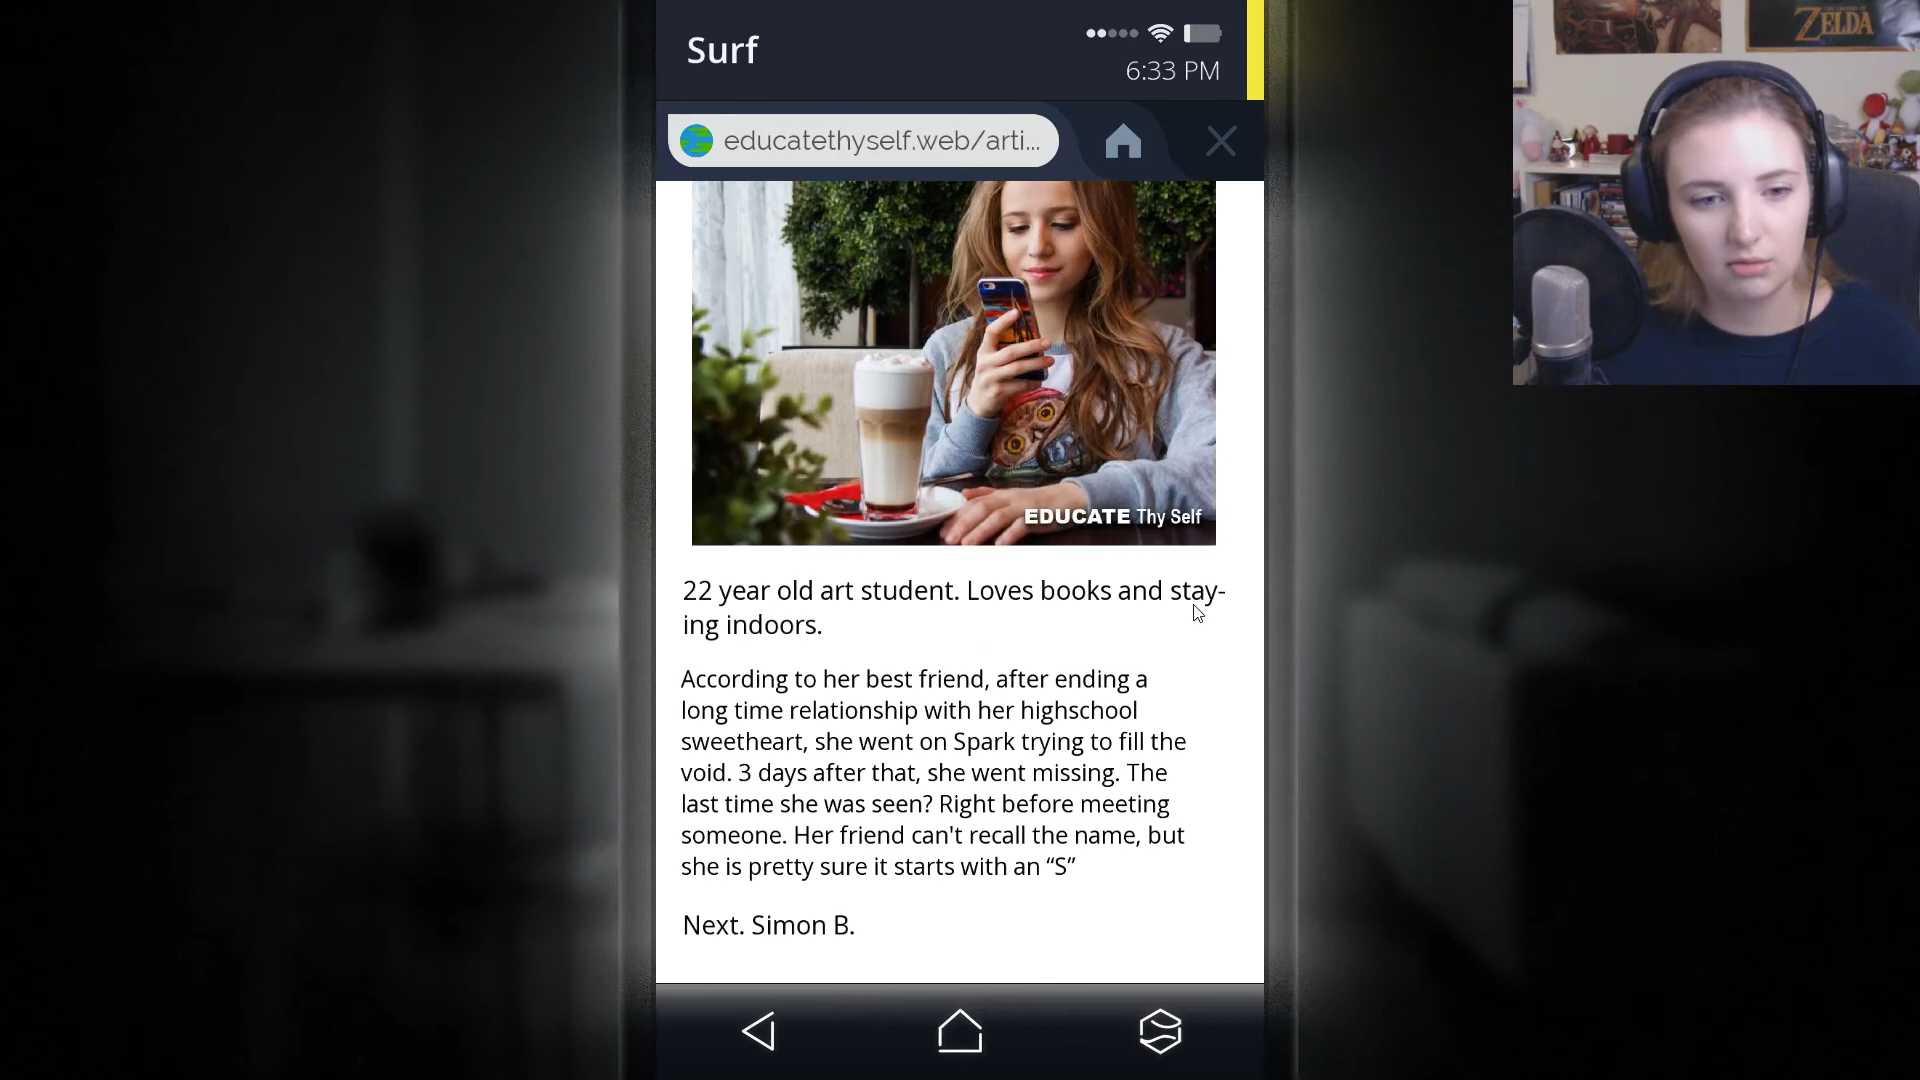 Surf
6:33 PM
educatethyself.web/arti...
ZELDA
EDUCATE Thy Self
22 year old art student. Loves books and stay-
ing indoors.
According to her best friend, after ending a
long time relationship with her highschool
sweetheart, she went on Spark trying to fill the
void. 3 days after that, she went missing. The
last time she was seen? Right before meeting
someone. Her friend can't recall the name, but
she is pretty sure it starts with an “S”
Next. Simon B.